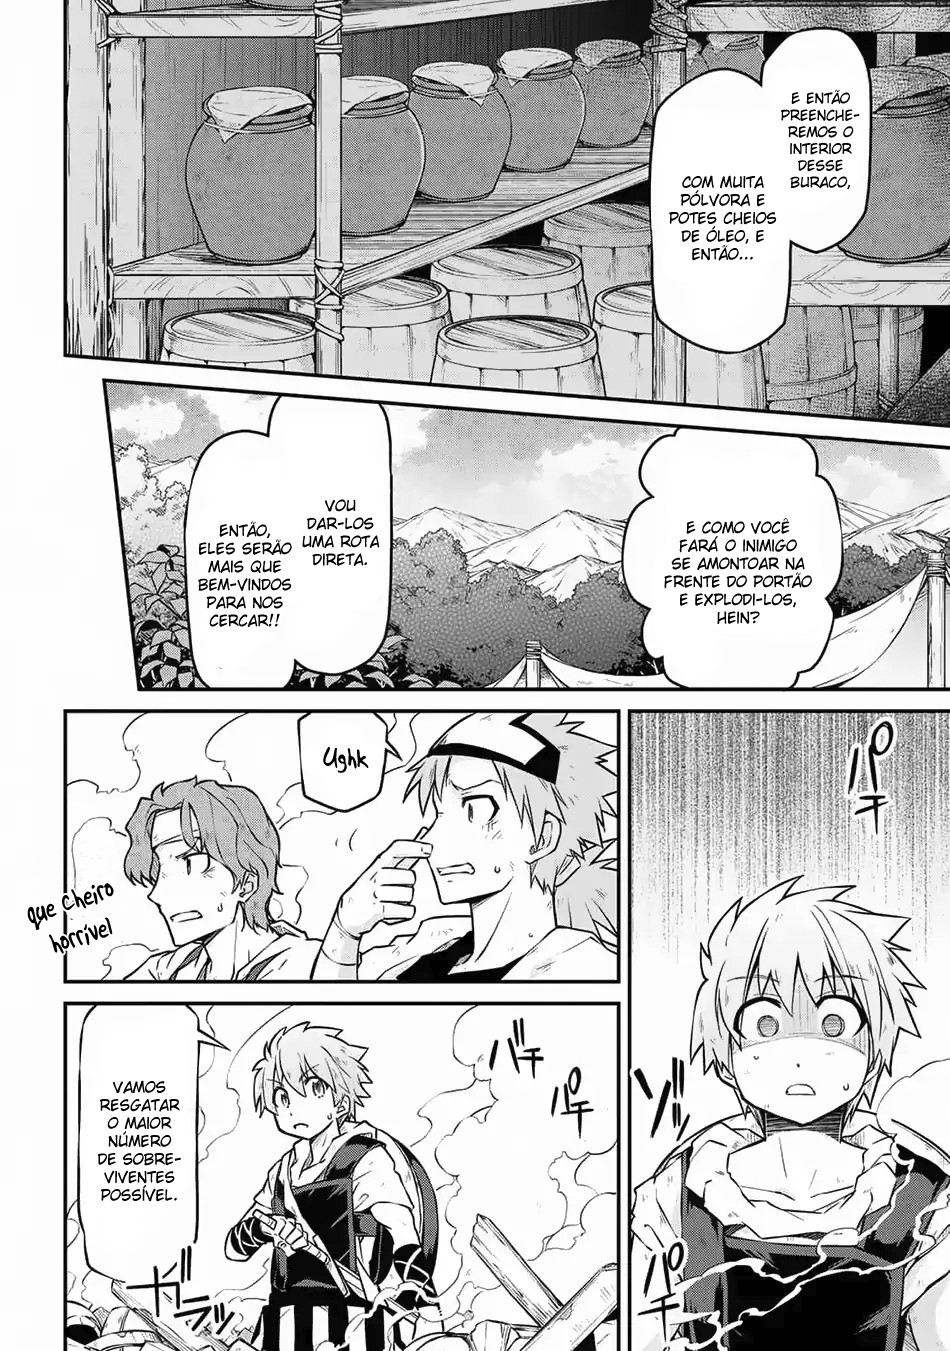 E ENTÃO
PREENCHE-
REMOS O
INTERIOR
DESSE
BURACO,
COM MUITA
PÓLVORA E
POTES CHEIOS
DE ÓLEO, E
ENTÃO...
E COMO VOCÊ
FARÁ O INIMIGO
SE AMONTOAR NA
FRENTE DO PORTÃO
E EXPLODI-LOS,
HEIN?
VOU
DAR-LOS
UMA ROTA
DIRETA.
ENTÃO,
ELES SERÃO
MAIS QUE
BEM-VINDOS
PARA NOS
CERCAR!!
パチ
パチ
Ughk
que cheiro
horrível
バチ
パチ
VAMOS
RESGATAR
O MAIOR
NÚMERO
DE SOBRE-
VIVENTES
POSSÍVEL.
ガラッ